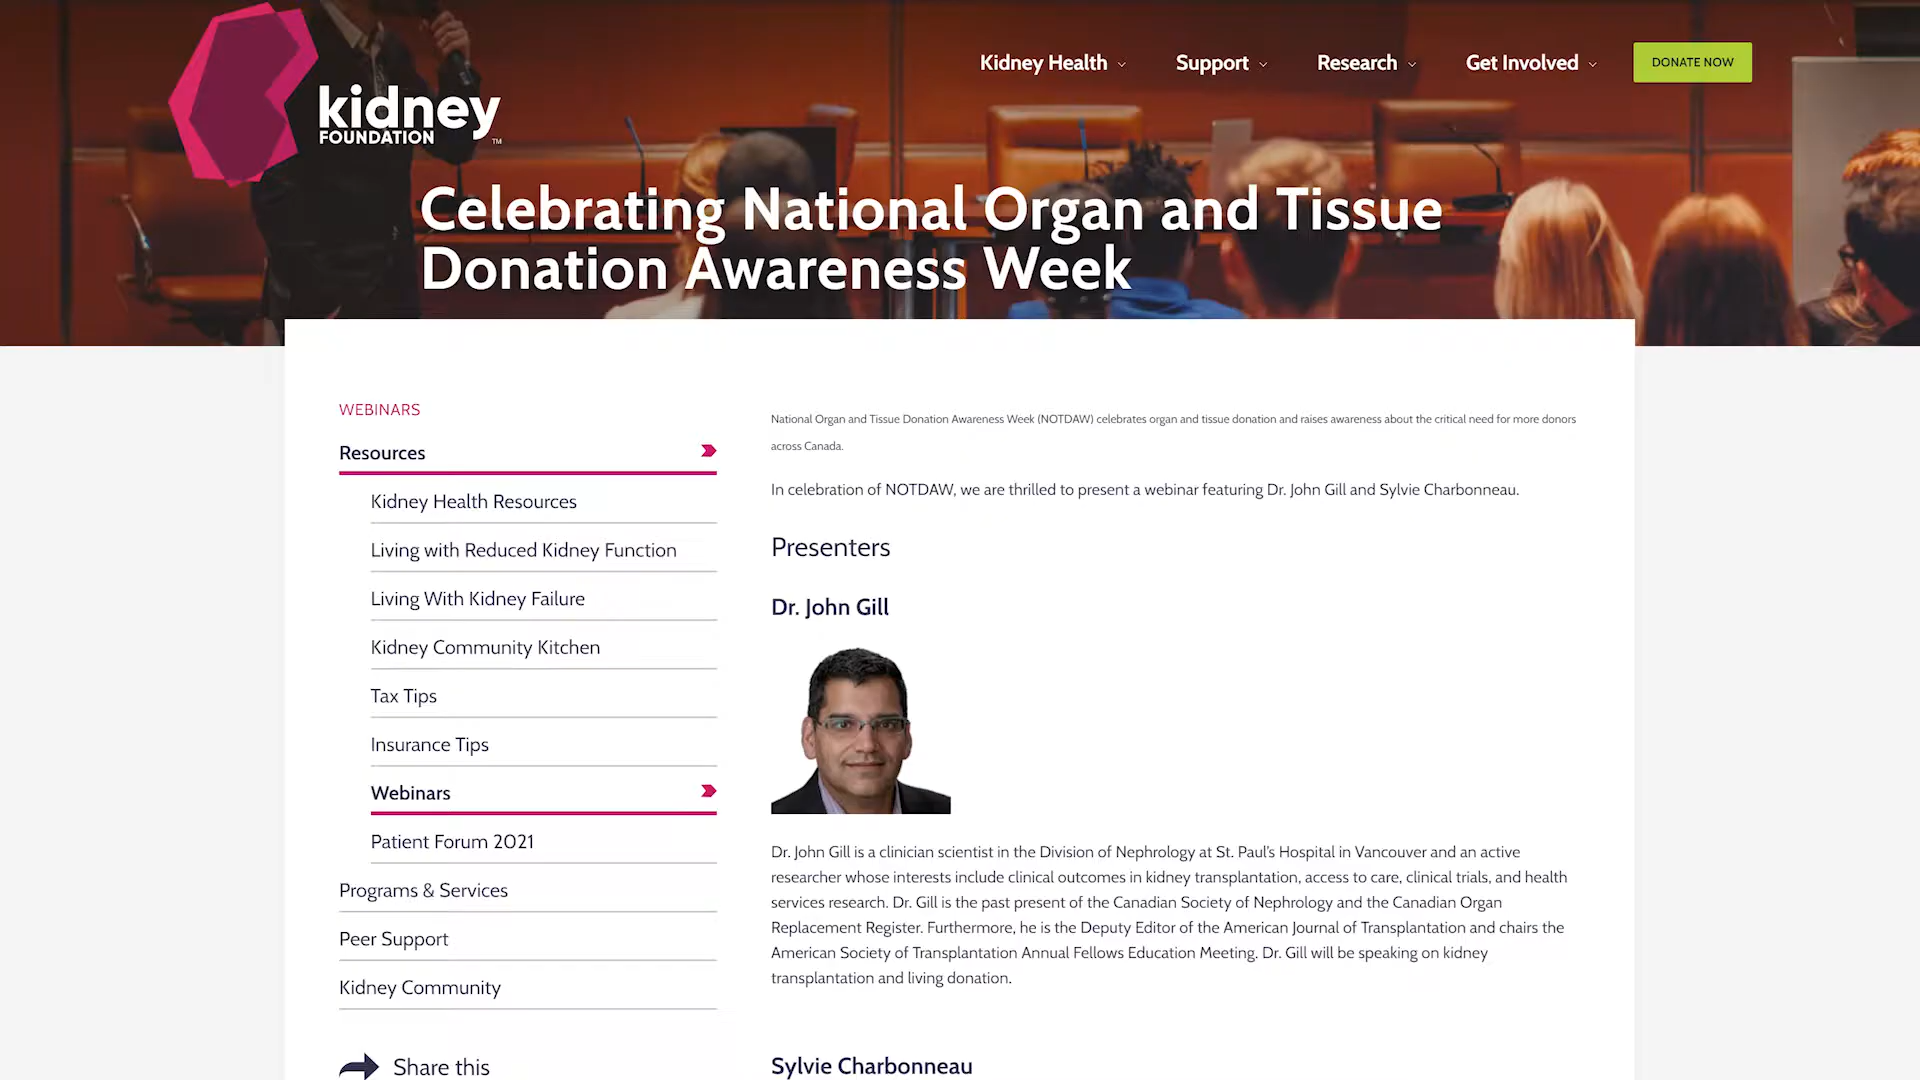 kidney
FOUNDATION
TM
Kidney Health
Support
Research
Get Involved
DONATE NOW
Celebrating National Organ and Tissue
Donation Awareness Week
WEBINARS
Resources
Kidney Health Resources
Living with Reduced Kidney Function
Living With Kidney Failure
Kidney Community Kitchen
Tax Tips
Insurance Tips
Webinars
Patient Forum 2021
Programs & Services
Peer Support
Kidney Community
Share this
National Organ and Tissue Donation Awareness Week (NOTDAW) celebrates organ and tissue donation and raises awareness about the critical need for more donors
across Canada.
In celebration of NOTDAW, we are thrilled to present a webinar featuring Dr. John Gill and Sylvie Charbonneau.
Presenters
Dr. John Gill
Dr. John Gill is a clinician scientist in the Division of Nephrology at St. Paul's Hospital in Vancouver and an active
researcher whose interests include clinical outcomes in kidney transplantation, access to care, clinical trials, and health
services research. Dr. Gill is the past present of the Canadian Society of Nephrology and the Canadian Organ
Replacement Register. Furthermore, he is the Deputy Editor of the American Journal of Transplantation and chairs the
American Society of Transplantation Annual Fellows Education Meeting. Dr. Gill will be speaking on kidney
transplantation and living donation.
Sylvie Charbonneau